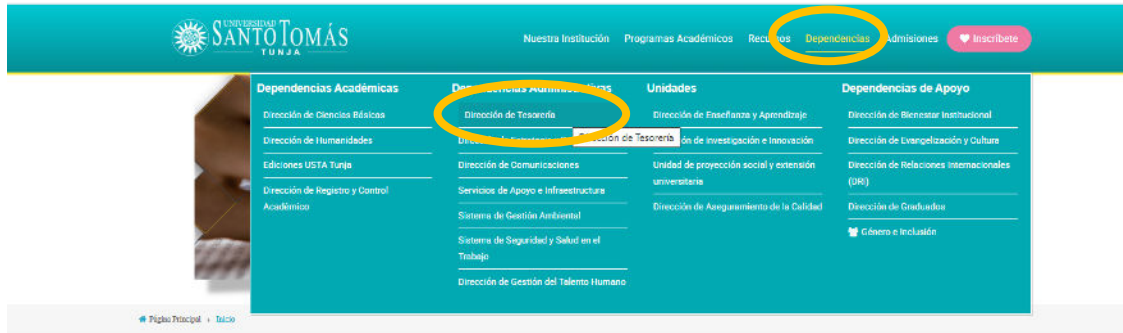 UNIVERSIDAD
SANTO TOMÁS
TUNJA
Nuestra Institución
Programas Académicos
Recursos
Dependencias
Admisiones
Inscríbete
Dependencias Académicas
Dirección de Ciencias Básicos
Dirección de Humanidades
Ediciones USTA Tunja
Dirección de Registro y Control
Académico
Dependencias Administrativas
Dirección de Tesorería
Dirección de
Dirección de Tesorería
Dirección de Comunicaciones
Servicios de Apoyo e Infraestructura
Sistema de Gestión Ambiental
Sistema de Seguridad y Salud en el
Trabajo
Dirección de Gestión del Talento Humano
Unidades
Dirección de Enseñanza y Aprendizaje
de investigación e Innovación
Unidad de proyección social y extensión
universitaria
Dirección de Aseguramiento de la Calidad
Dependencias de Apoyo
Dirección de Bienestar Institucional
Dirección de Evangelización y Cultura
Dirección de Relaciones Internacionales
(DRI)
Dirección de Graduados
Género e Inclusión
Página Principal
Inicio